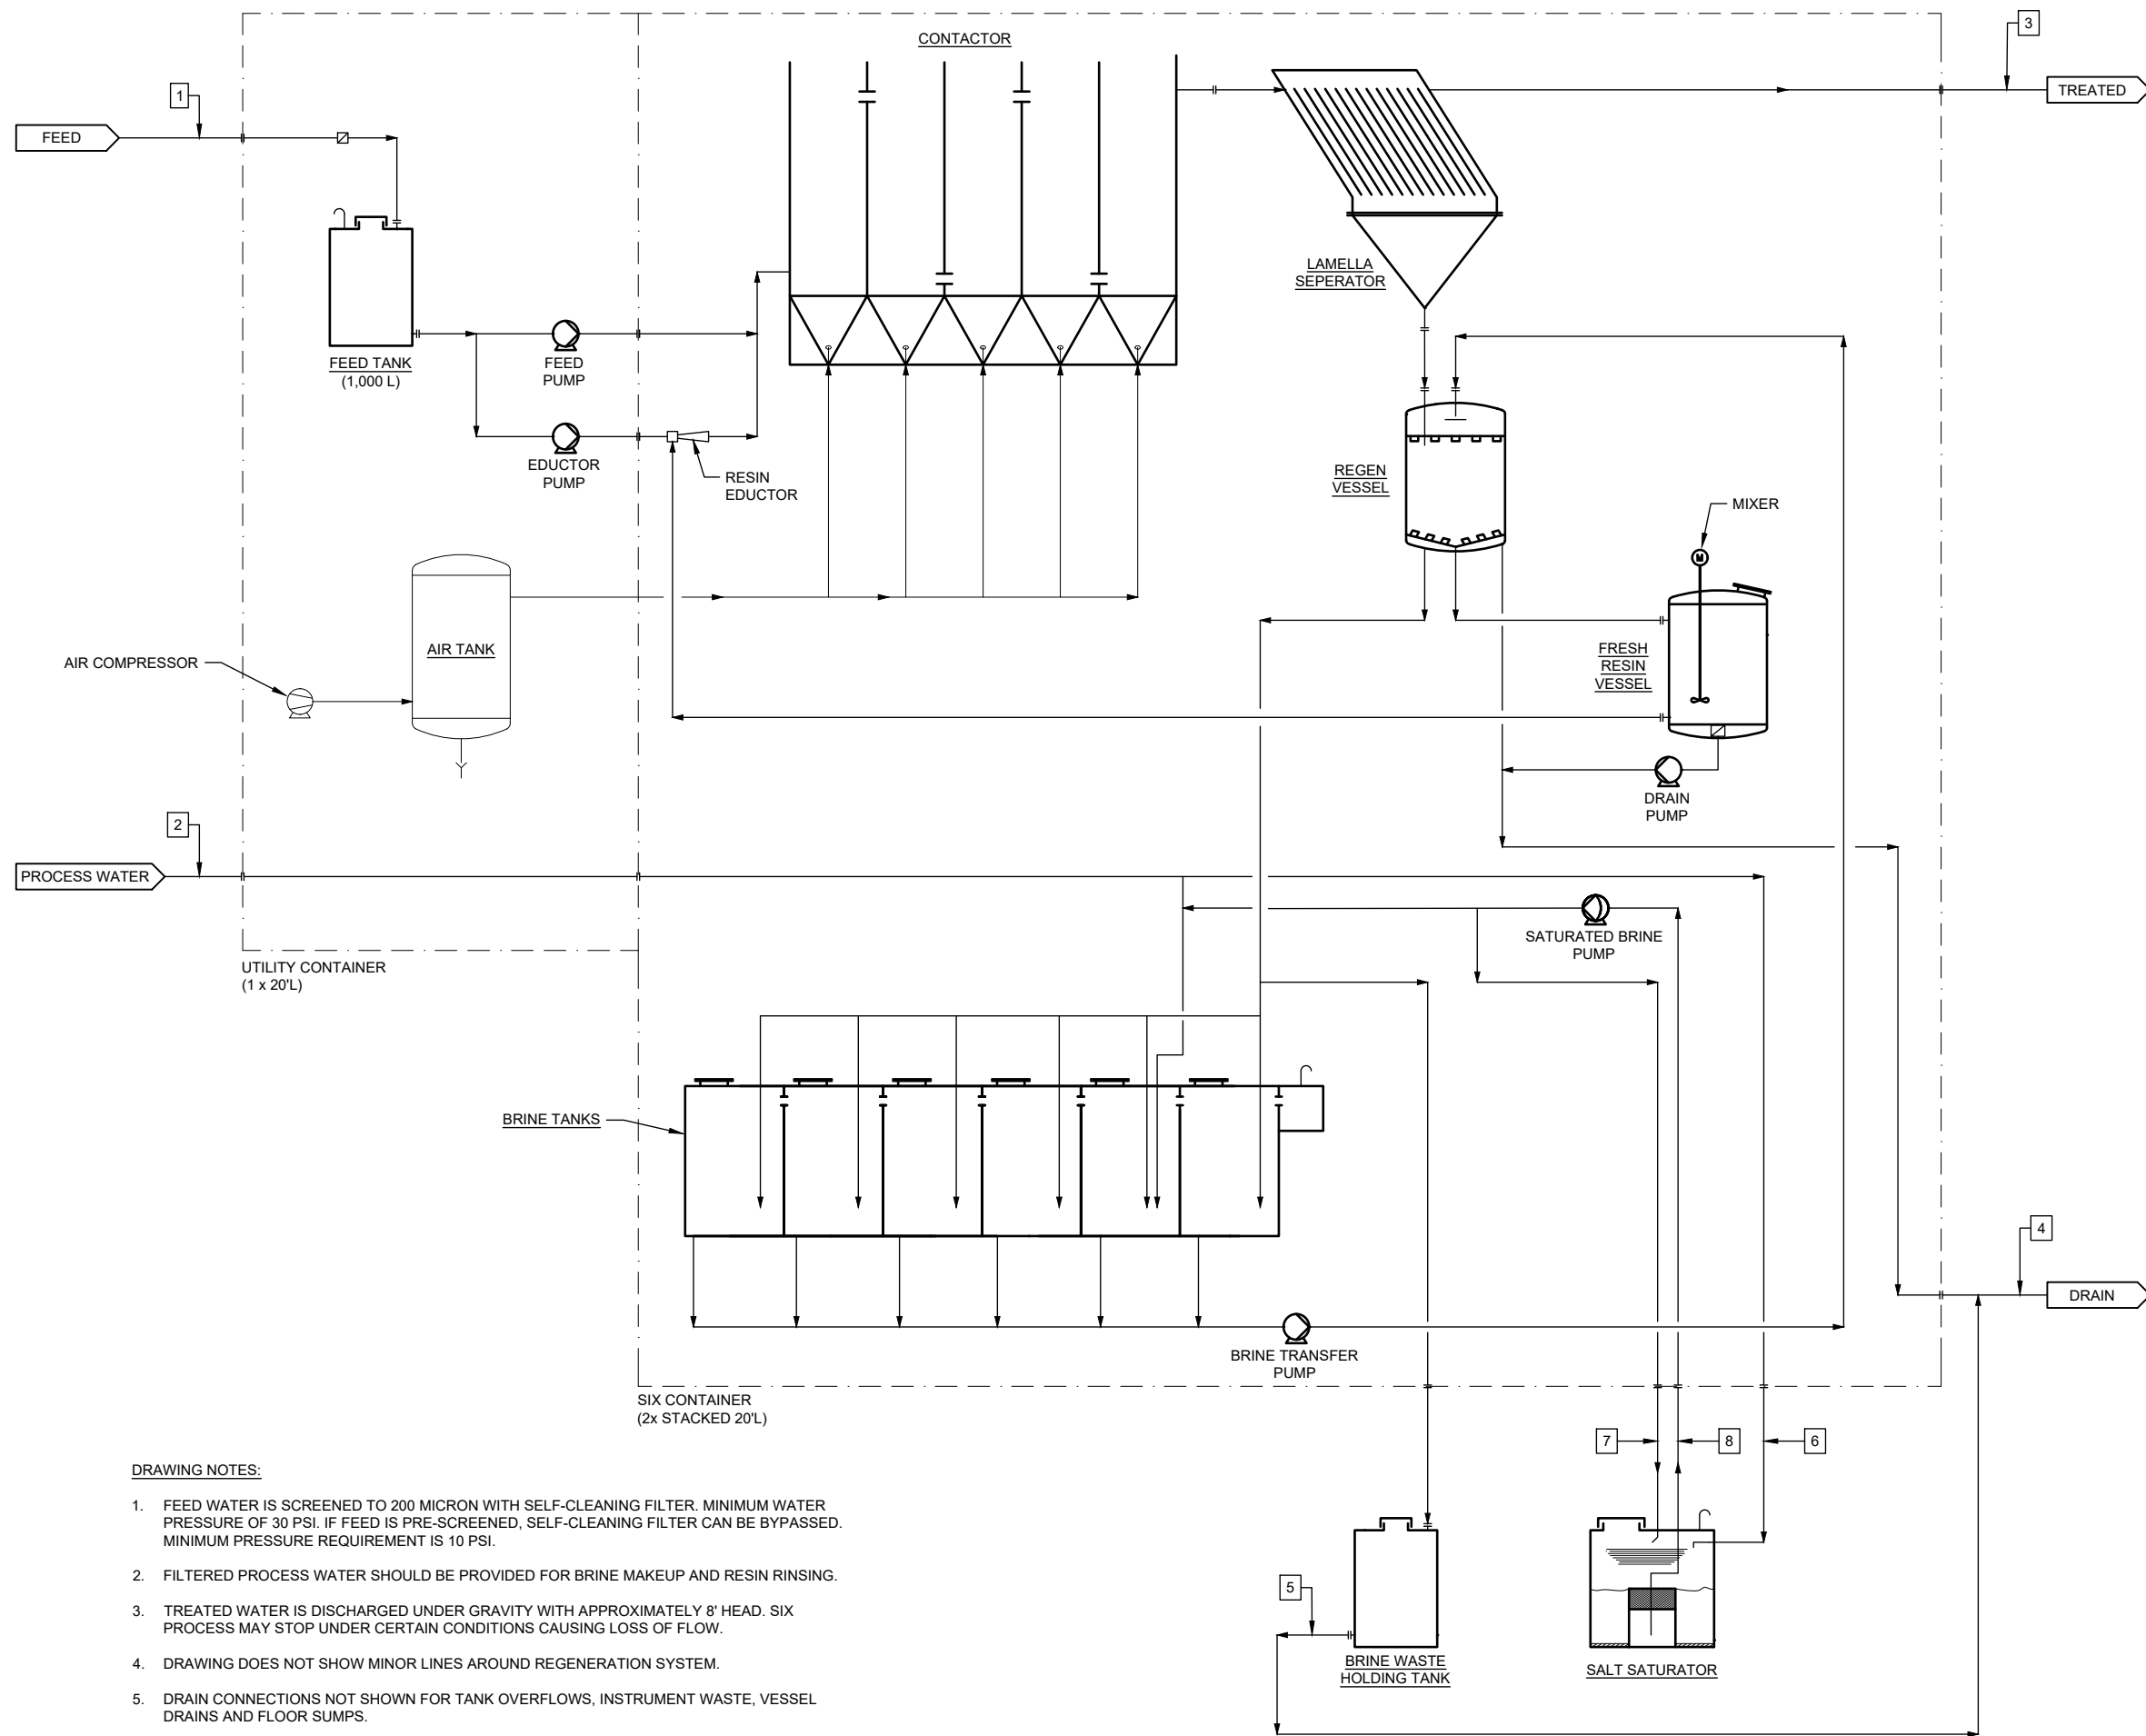 CONTACTOR
3
TREATED
1
FEED
LAMELLA
SEPERATOR
FEED TANK
(1,000 L)
FEED
PUMP
EDUCTOR
PUMP
RESIN
EDUCTOR
REGEN
VESSEL
MIXER
M
AIR TANK
AIR COMPRESSOR
FRESH
RESIN
VESSEL
DRAIN
PUMP
2
PROCESS WATER
SATURATED BRINE
PUMP
UTILITY CONTAINER
(1 x 20'L)
BRINE TANKS
4
DRAIN
BRINE TRANSFER
PUMP
SIX CONTAINER
(2x STACKED 20'L)
7
8
6
5
BRINE WASTE
HOLDING TANK
SALT SATURATOR
DRAWING NOTES:
1. FEED WATER IS SCREENED TO 200 MICRON WITH SELF-CLEANING FILTER. MINIMUM WATER
PRESSURE OF 30 PSI. IF FEED IS PRE-SCREENED, SELF-CLEANING FILTER CAN BE BYPASSED.
MINIMUM PRESSURE REQUIREMENT IS 10 PSI.
2. FILTERED PROCESS WATER SHOULD BE PROVIDED FOR BRINE MAKEUP AND RESIN RINSING.
3. TREATED WATER IS DISCHARGED UNDER GRAVITY WITH APPROXIMATELY 8' HEAD. SIX
PROCESS MAY STOP UNDER CERTAIN CONDITIONS CAUSING LOSS OF FLOW.
4. DRAWING DOES NOT SHOW MINOR LINES AROUND REGENERATION SYSTEM.
5. DRAIN CONNECTIONS NOT SHOWN FOR TANK OVERFLOWS, INSTRUMENT WASTE, VESSEL
DRAINS AND FLOOR SUMPS.